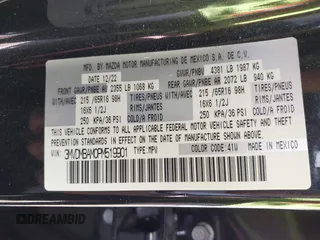 MFD. BY MAZDA MOTOR MANUFACTURING DE MEXICO S.A. DE C.V.
DATE 12/22 GVWR/PNBV 4381 LB 1987 KG
FRONT GAWR/PNBE AV 2355 LB 1068 KG REAR GAWR/PNBE AR 2072 LB 940 KG
215 /65R16 98H TIRES/PNEUS 215 /65R16 98H TIRES/PNEUS
16X6 1/2J RIMS/JANTES 16X6 1/2J RIMS/JANTES
250 KPA/36 PSI COLD/A FROID 250 KPA/36 PSI COLD/A FROID
THIS VEHICLE CONFORMS TO ALL APPLICABLE FEDERAL MOTOR VEHICLE SAFETY AND THEFT
PREVENTION STANDARDS IN EFFECT ON THE DATE OF MANUFACTURE SHOWN ABOVE.
TYPE: MPV COLOR CODE 41W MADE IN MEXICO
DREAMBID